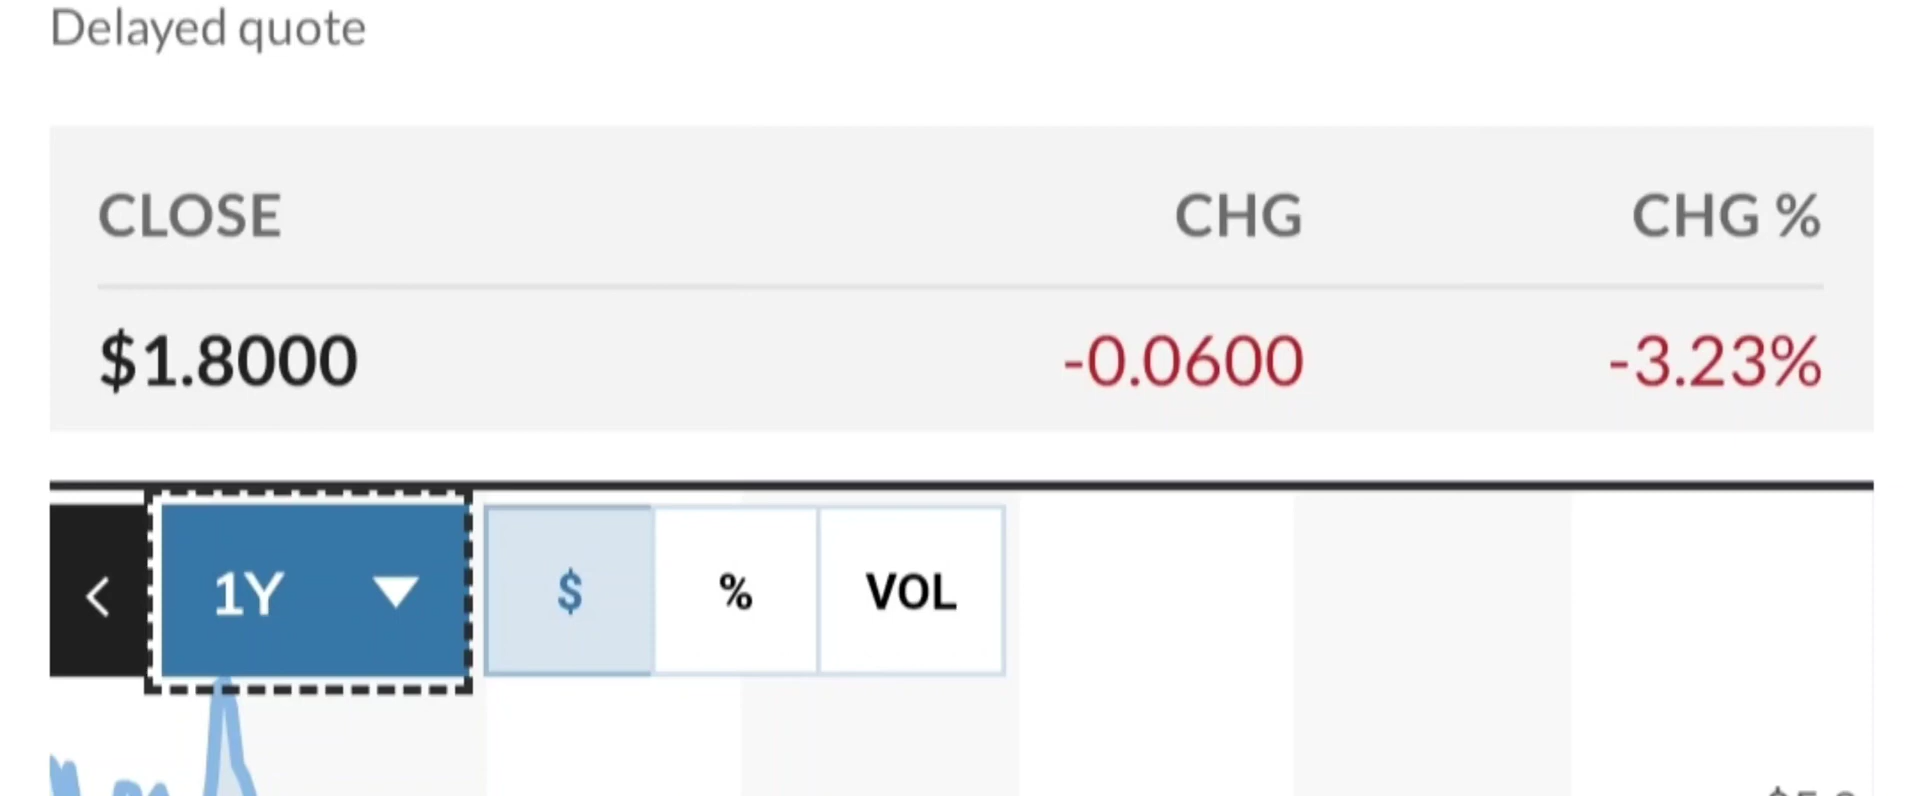 Delayed quote
CLOSE CHG CHG %
$1.8000 -0.0600 -3.23%
1Y $ % VOL